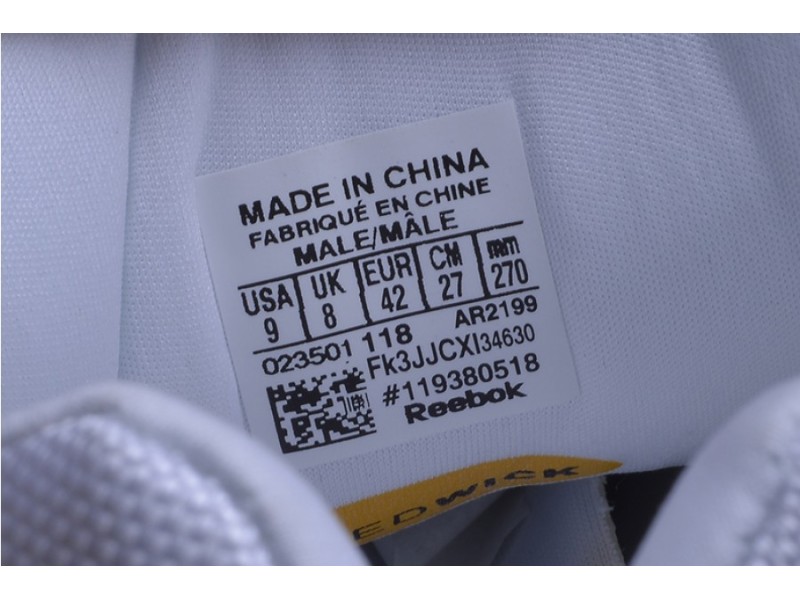 MADE IN CHINA
FABRIQUÉ EN CHINE
MALE/MÂLE
USA UK EUR CM mm
9 8 42 27 270
023501 118 AR2199
Fk3JJCXI34630
#119380518
Reebok
EDWICK